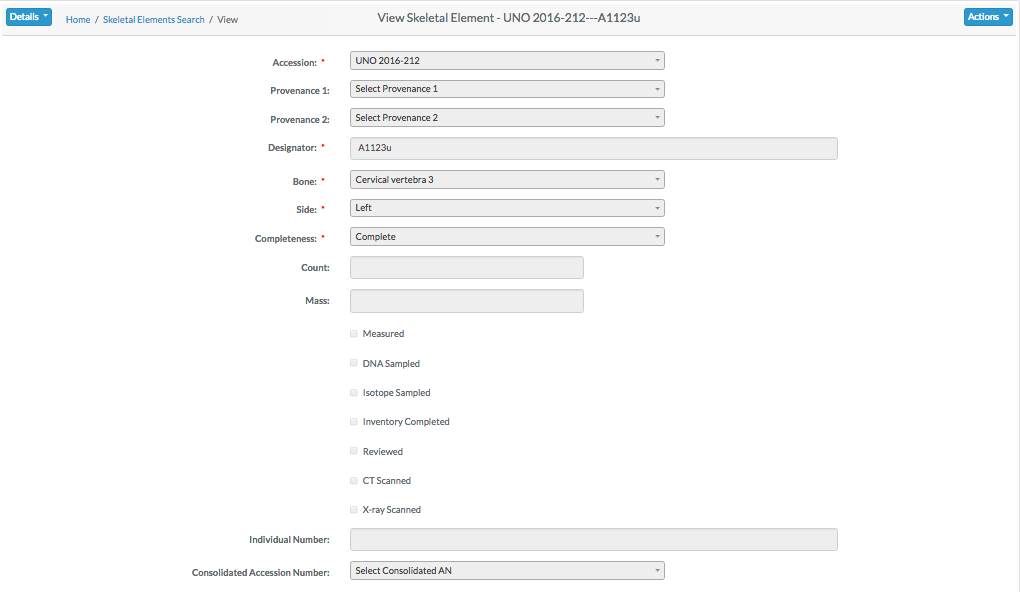 Details
Home / Skeletal Elements Search / View
View Skeletal Element - UNO 2016-212---A1123u
Actions
Accession: * UNO 2016-212
Provenance 1: Select Provenance 1
Provenance 2: Select Provenance 2
Designator: * A1123u
Bone: * Cervical vertebra 3
Side: * Left
Completeness: * Complete
Count:
Mass:
Measured
DNA Sampled
Isotope Sampled
Inventory Completed
Reviewed
CT Scanned
X-ray Scanned
Individual Number:
Consolidated Accession Number: Select Consolidated AN